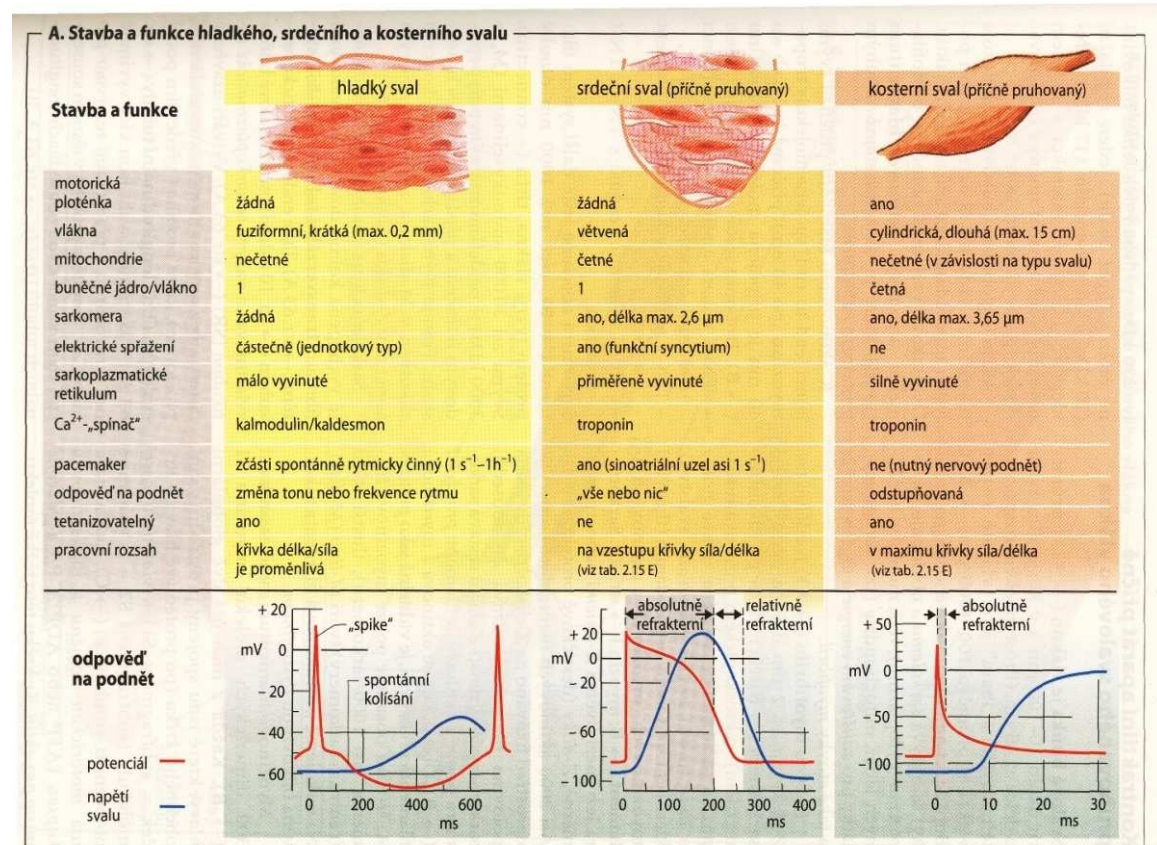 A. Stavba a funkce hladkého, srdečního a kosterního svalu
Stavba a funkce
hladký sval
srdeční sval (příčně pruhovaný)
kosterní sval (příčně pruhovaný)
motorická
ploténka
žádná
žádná
ano
vlákna
fuziformní, krátká (max. 0,2 mm)
větvená
cylindrická, dlouhá (max. 15 cm)
mitochondrie
nečetné
četné
nečetné (v závislosti na typu svalu)
buněčné jádro/vlákno
1
1
četná
sarkomera
žádná
ano, délka max. 2,6 µm
ano, délka max. 3,65 µm
elektrické spřažení
částečně (jednotkový typ)
ano (funkční syncytium)
ne
sarkoplazmatické
retikulum
málo vyvinuté
přiměřeně vyvinuté
silně vyvinuté
Ca²⁺-„spínač“
kalmodulin/kaldesmon
troponin
troponin
pacemaker
zčásti spontánně rytmicky činný (1 s⁻¹–1h⁻¹)
ano (sinoatriální uzel asi 1 s⁻¹)
ne (nutný nervový podnět)
odpověď na podnět
změna tonu nebo frekvence rytmu
„vše nebo nic“
odstupňovaná
tetanizovatelný
ano
ne
ano
pracovní rozsah
křivka délka/síla
je proměnlivá
na vzestupu křivky síla/délka
(viz tab. 2.15 E)
v maximu křivky síla/délka
(viz tab. 2.15 E)
odpověď
na podnět
potenciál
napětí
svalu
+ 20
mV 0
– 20
– 40
– 60
„spike“
spontánní
kolísání
0 200 400 600
ms
absolutně
refrakterní
relativně
refrakterní
+ 20
mV 0
– 20
– 100
0 100 200 300 400
ms
absolutně
refrakterní
+ 50
mV 0
– 50
– 100
0 10 20 30
ms